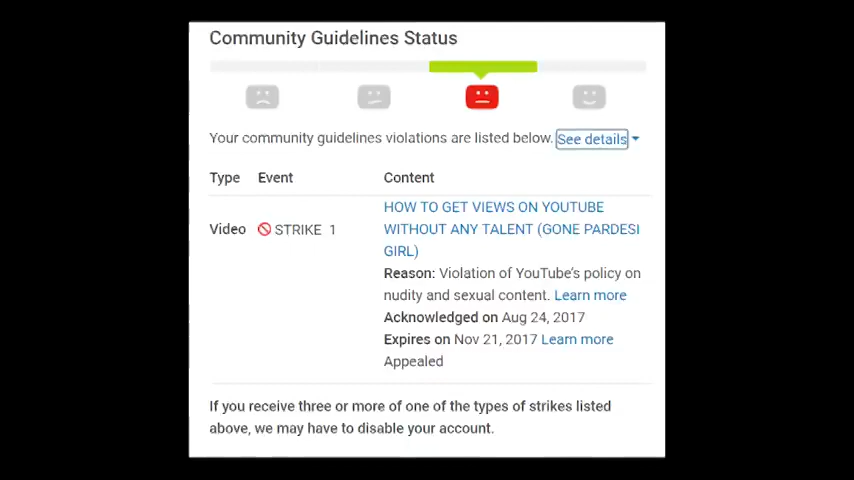 Community Guidelines Status
Your community guidelines violations are listed below. See details
Type Event Content
Video STRIKE 1 HOW TO GET VIEWS ON YOUTUBE
WITHOUT ANY TALENT (GONE PARDESI
GIRL)
Reason: Violation of YouTube's policy on
nudity and sexual content. Learn more
Acknowledged on Aug 24, 2017
Expires on Nov 21, 2017 Learn more
Appealed
If you receive three or more of one of the types of strikes listed
above, we may have to disable your account.